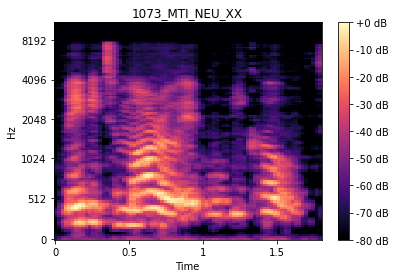 1073_MTI_NEU_XX
+0 dB
8192
-10 dB
4096
-20 dB
-30 dB
2048
-40 dB
Hz
1024
-50 dB
512
-60 dB
-70 dB
0
-80 dB
0
0.5
1
1.5
Time